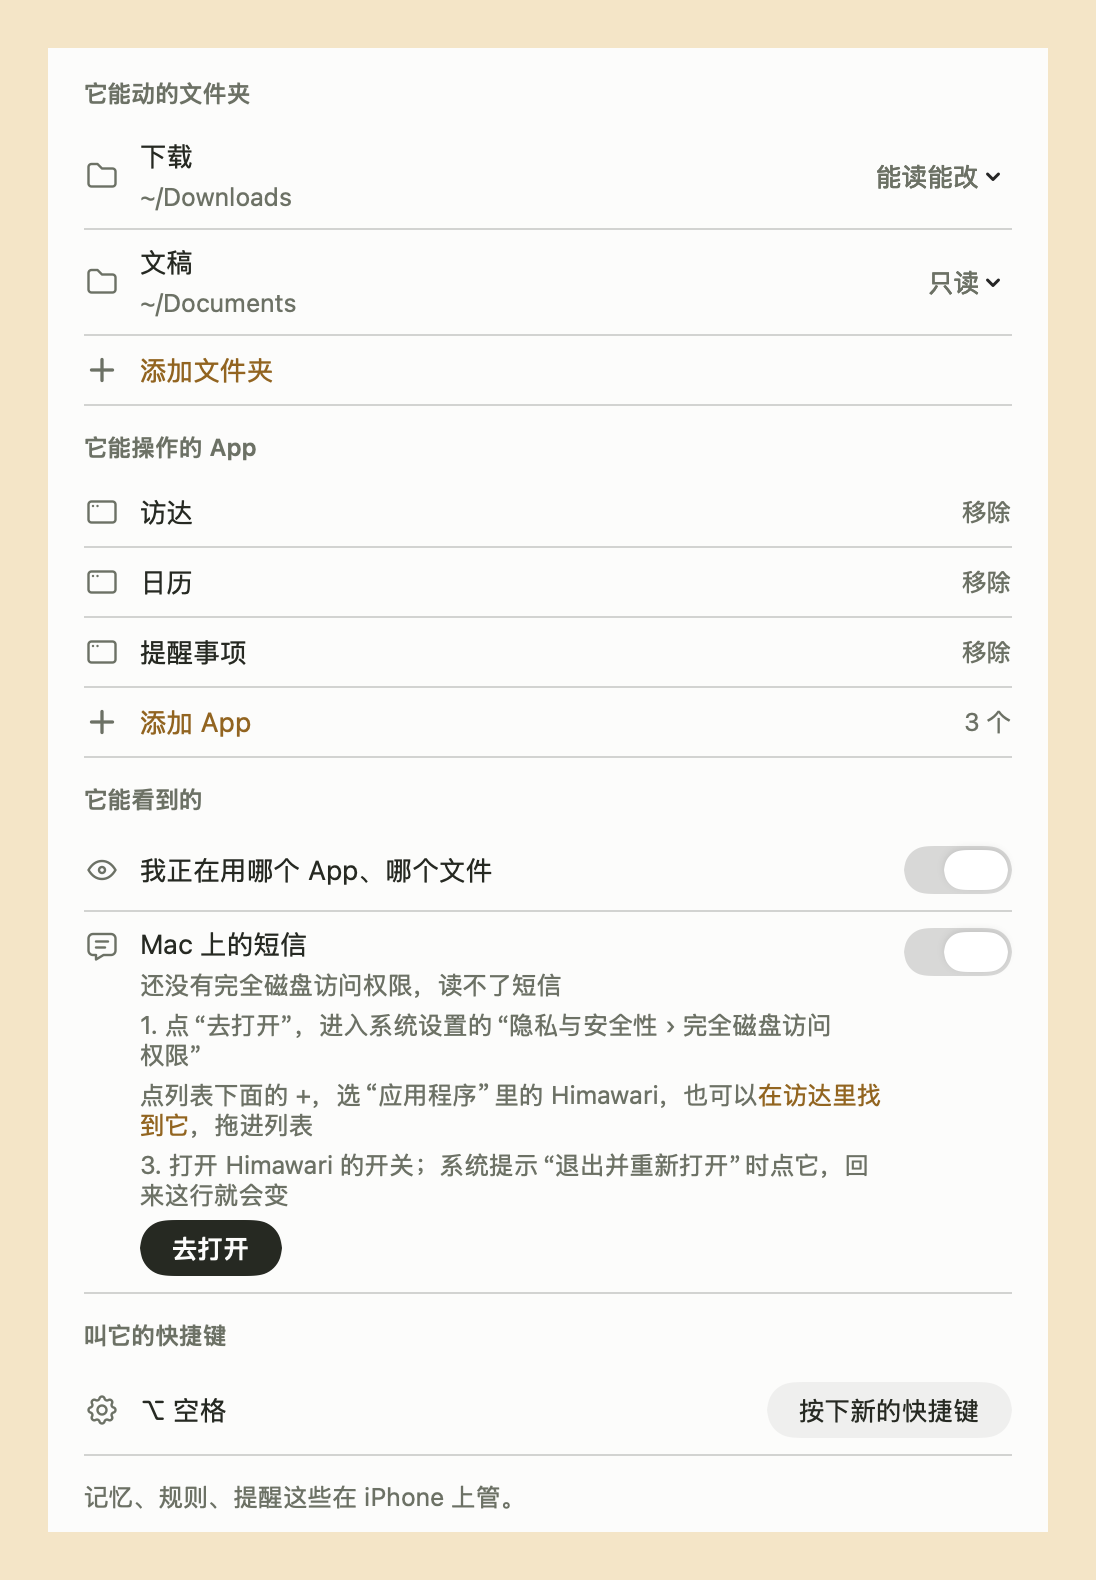 它能动的文件夹
下载
~/Downloads
能读能改
文稿
~/Documents
只读
添加文件夹
它能操作的 App
访达
移除
日历
移除
提醒事项
移除
添加 App
3 个
它能看到的
我正在用哪个 App、哪个文件
Mac 上的短信
还没有完全磁盘访问权限，读不了短信
1. 点“去打开”，进入系统设置的“隐私与安全性 › 完全磁盘访问
权限”
点列表下面的 +，选“应用程序”里的 Himawari，也可以在访达里找
到它，拖进列表
3. 打开 Himawari 的开关；系统提示“退出并重新打开”时点它，回
来这行就会变
去打开
叫它的快捷键
⌥ 空格
按下新的快捷键
记忆、规则、提醒这些在 iPhone 上管。